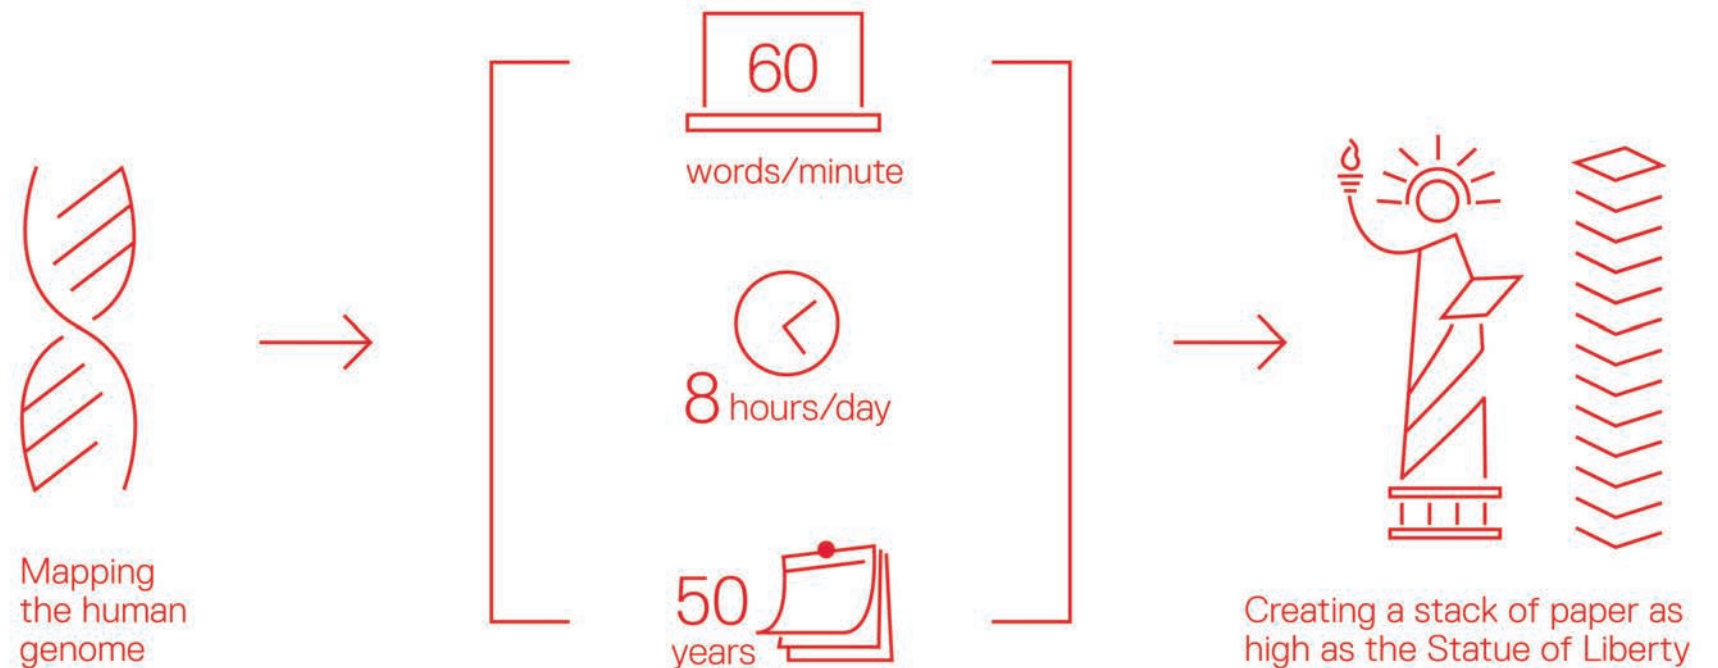 Mapping
the human
genome
60
words/minute
8 hours/day
50
years
Creating a stack of paper as
high as the Statue of Liberty